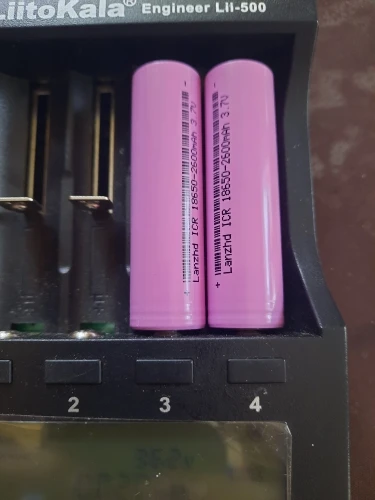 LiitoKala® Engineer Lii-500
Lanzhd ICR 18650-2600mAh 3.7V
Lanzhd ICR 18650-2600mAh 3.7V
2 3 4